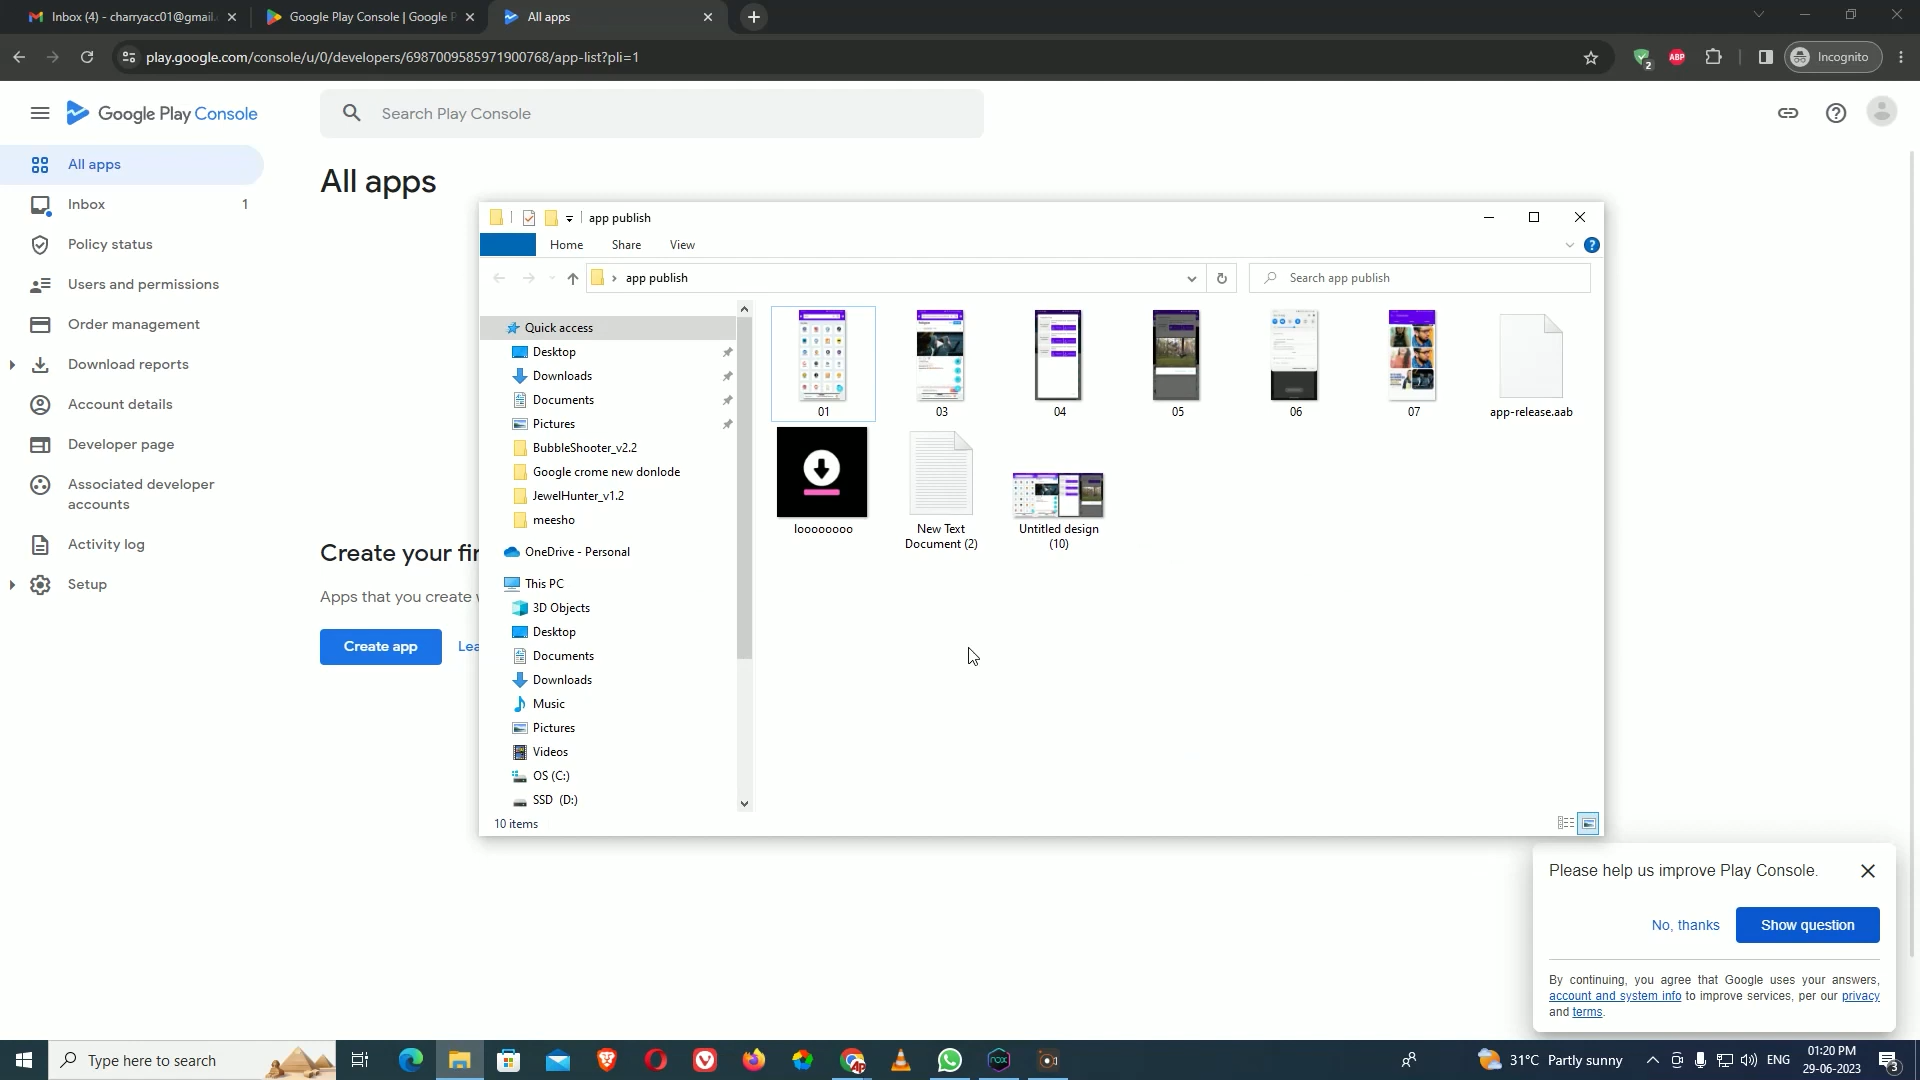 Inbox (4) - charryacc01@gmail.
Google Play Console | Google P
All apps
play.google.com/console/u/0/developers/6987009585971900768/app-list?pli=1
2
ABP
Incognito
Google Play Console
Search Play Console
All apps
Inbox
1
Policy status
Users and permissions
Order management
Download reports
Account details
Developer page
Associated developer
accounts
Activity log
Setup
All apps
Create your fir
Apps that you create w
Create app
Lea
app publish
Home
Share
View
app publish
Search app publish
Quick access
Desktop
Downloads
Documents
Pictures
BubbleShooter_v2.2
Google crome new donlode
JewelHunter_v1.2
meesho
OneDrive - Personal
This PC
3D Objects
Desktop
Documents
Downloads
Music
Pictures
Videos
OS (C:)
SSD (D:)
01
03
04
05
06
07
app-release.aab
loooooooo
New Text
Document (2)
Untitled design
(10)
10 items
Please help us improve Play Console.
No, thanks
Show question
By continuing, you agree that Google uses your answers,
account and system info to improve services, per our privacy
and terms.
Type here to search
31°C Partly sunny
ENG
01:20 PM
29-06-2023
3